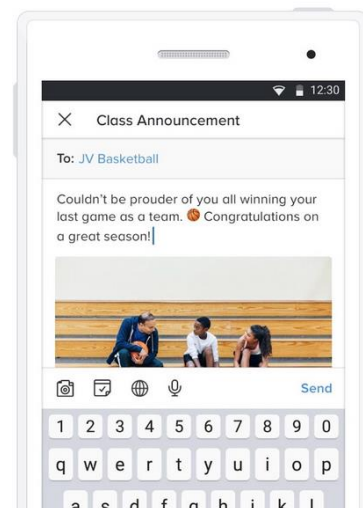 12:30
Class Announcement
To: JV Basketball
Couldn't be prouder of you all winning your
last game as a team. 🏀 Congratulations on
a great season!
Send
1 2 3 4 5 6 7 8 9 0
q w e r t y u i o p
a s d f g h j k l